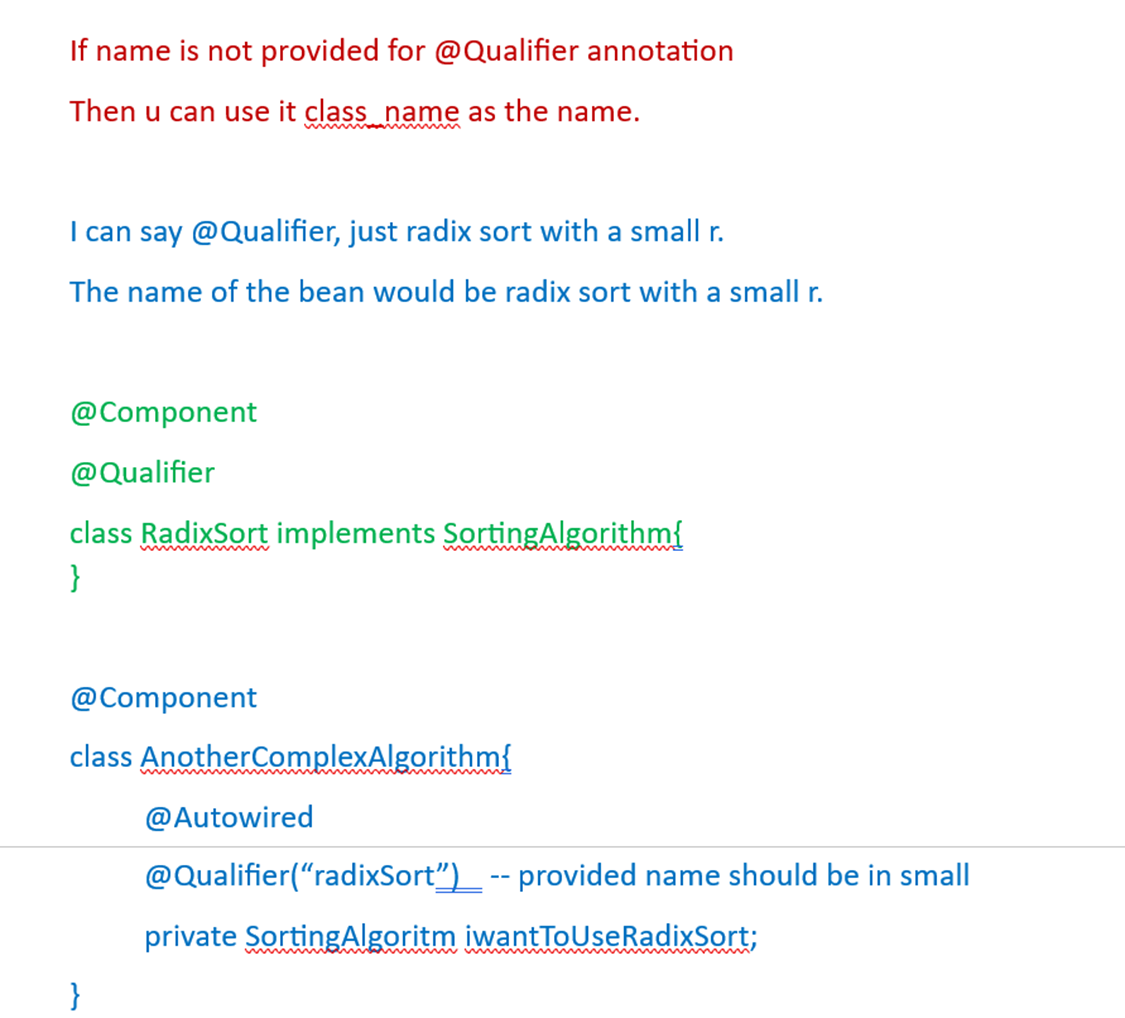 If name is not provided for @Qualifier annotation
Then u can use it class_name as the name.
I can say @Qualifier, just radix sort with a small r.
The name of the bean would be radix sort with a small r.
@Component
@Qualifier
class RadixSort implements SortingAlgorithm{
}
@Component
class AnotherComplexAlgorithm{
@Autowired
@Qualifier(“radixSort”) -- provided name should be in small
private SortingAlgoritm iwantToUseRadixSort;
}